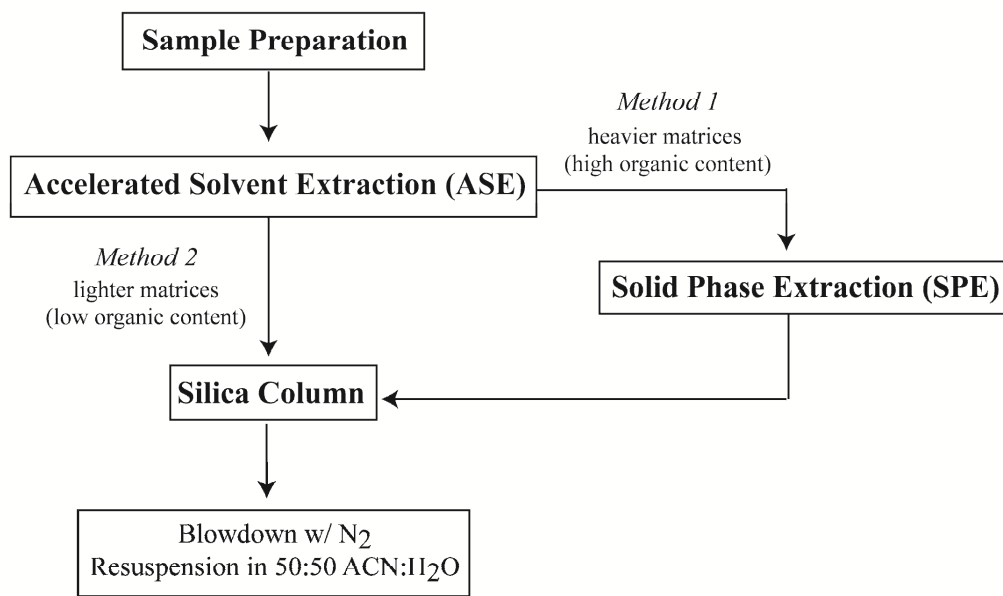 Sample Preparation
Method 1
heavier matrices
(high organic content)
Accelerated Solvent Extraction (ASE)
Method 2
lighter matrices
(low organic content)
Solid Phase Extraction (SPE)
Silica Column
Blowdown w/ N₂
Resuspension in 50:50 ACN:H₂O